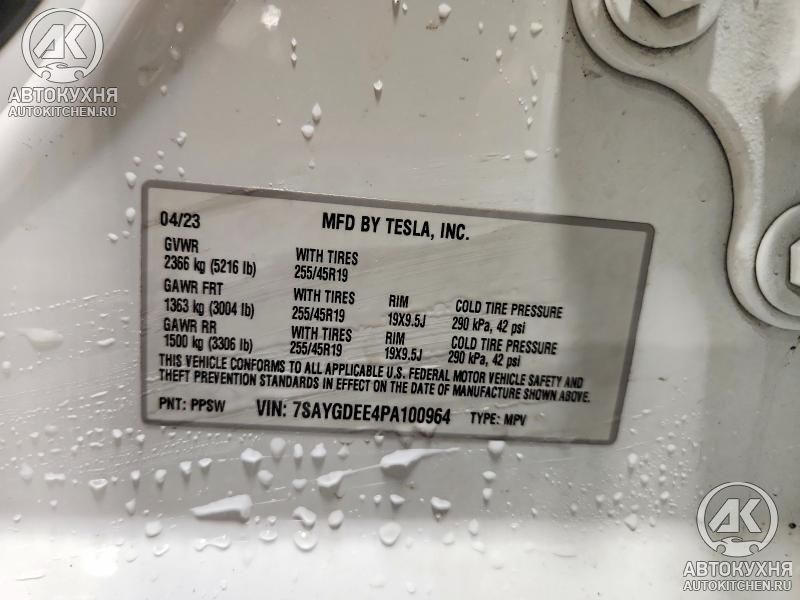 АК
АВТОКУХНЯ
AUTOKITCHEN.RU
04/23 MFD BY TESLA, INC.
GVWR
2366 kg (5216 lb) WITH TIRES
255/45R19
GAWR FRT
1363 kg (3004 lb) WITH TIRES RIM COLD TIRE PRESSURE
255/45R19 19X9.5J 290 kPa, 42 psi
GAWR RR
1500 kg (3306 lb) WITH TIRES RIM COLD TIRE PRESSURE
255/45R19 19X9.5J 290 kPa, 42 psi
THIS VEHICLE CONFORMS TO ALL APPLICABLE U.S. FEDERAL MOTOR VEHICLE SAFETY AND
THEFT PREVENTION STANDARDS IN EFFECT ON THE DATE OF MANUFACTURE SHOWN ABOVE.
PNT: PPSW VIN: 7SAYGDEE4PA100964 TYPE: MPV
АК
АВТОКУХНЯ
AUTOKITCHEN.RU